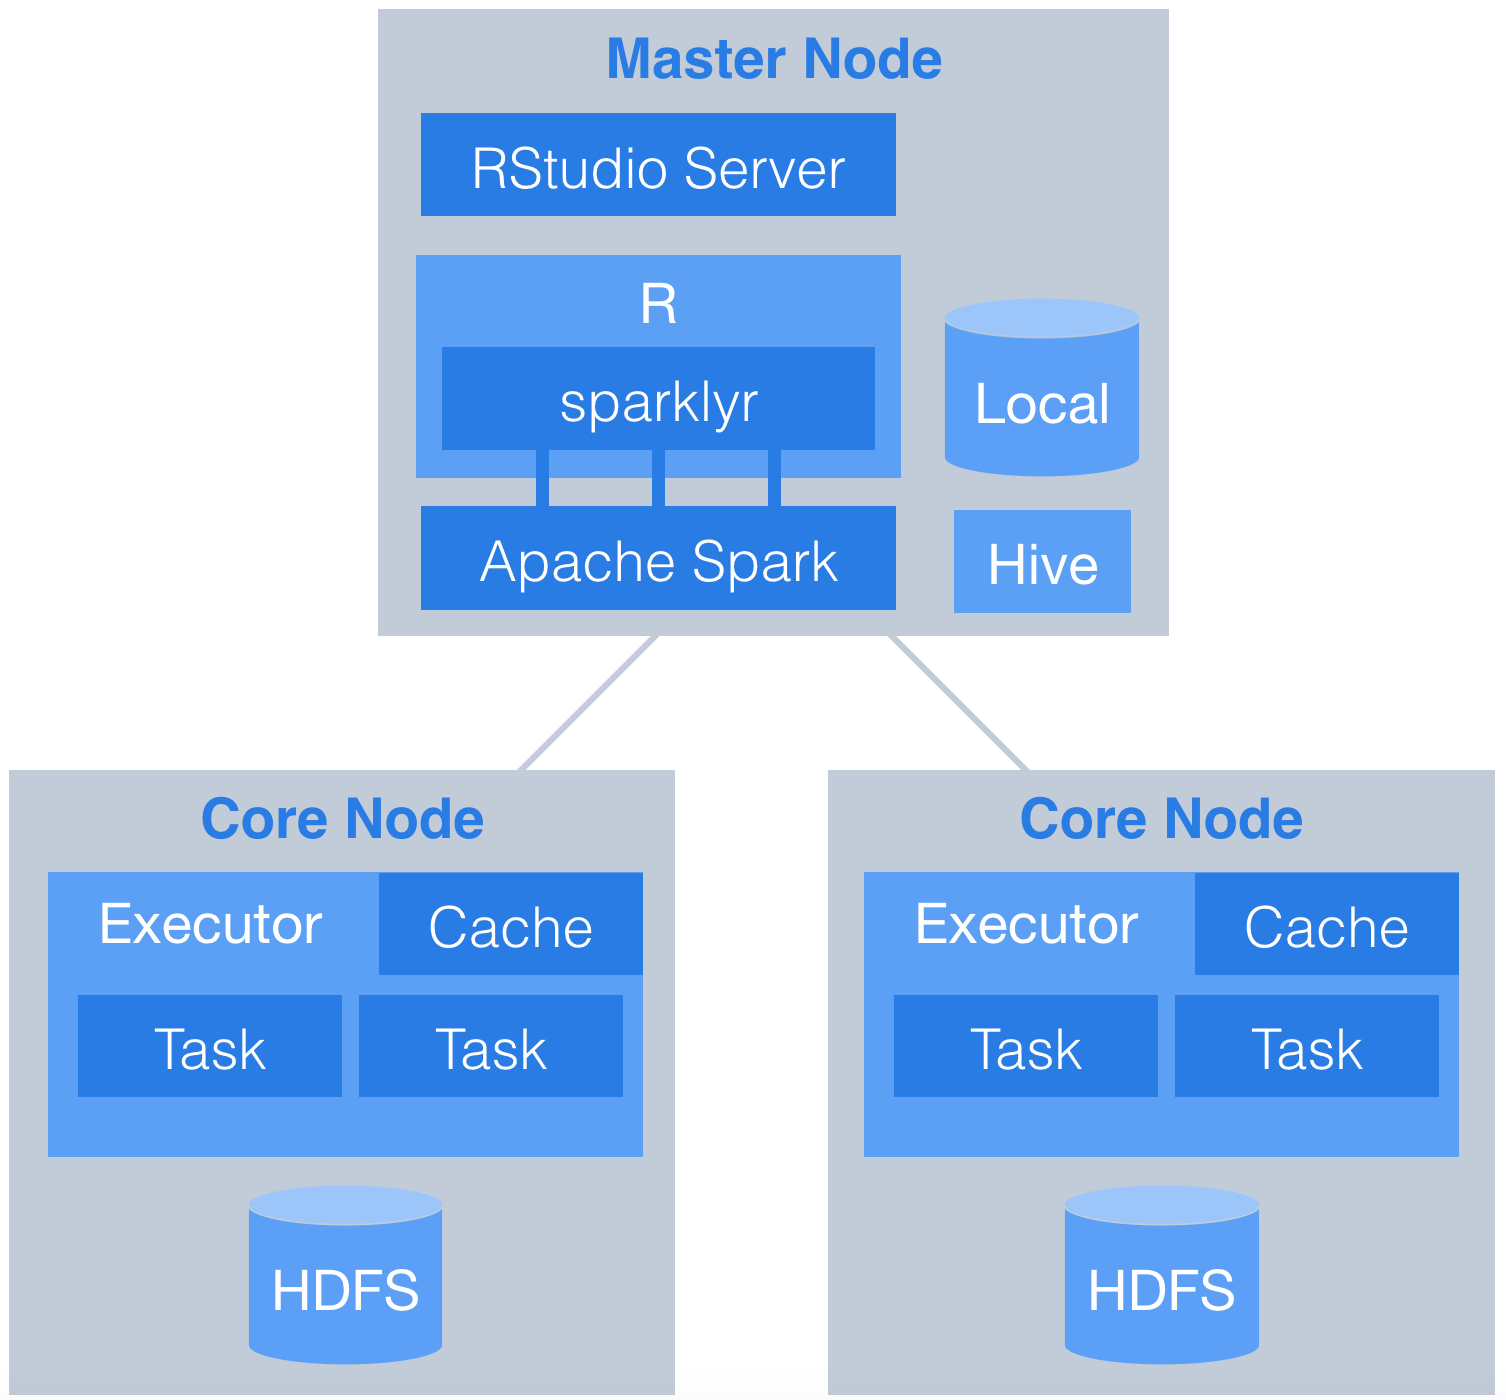 Master Node
RStudio Server
R
sparklyr
Local
Apache Spark
Hive
Core Node
Executor
Cache
Task
Task
HDFS
Core Node
Executor
Cache
Task
Task
HDFS